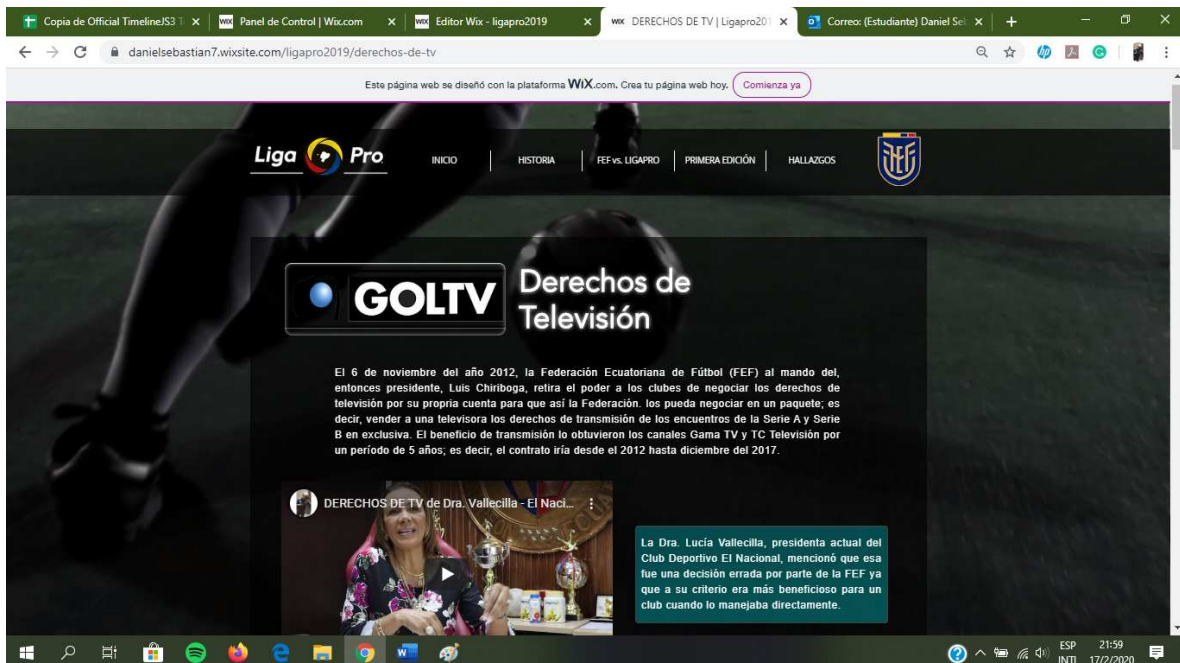 Copia de Official TimelineJS3 T
Panel de Control | Wix.com
Editor Wix - ligapro2019
DERECHOS DE TV | Ligapro201
Correo: (Estudiante) Daniel Seb
danielsebastian7.wixsite.com/ligapro2019/derechos-de-tv
Este página web se diseñó con la plataforma WiX.com. Crea tu página web hoy. Comienza ya
Liga Pro
INICIO
HISTORIA
FEF vs. LIGAPRO
PRIMERA EDICIÓN
HALLAZGOS
FEF
GOLTV
Derechos de
Televisión
El 6 de noviembre del año 2012, la Federación Ecuatoriana de Fútbol (FEF) al mando del,
entonces presidente, Luis Chiriboga, retira el poder a los clubes de negociar los derechos de
televisión por su propria cuenta para que así la Federación. los pueda negociar en un paquete; es
decir, vender a una televisora los derechos de transmisión de los encuentros de la Serie A y Serie
B en exclusiva. El beneficio de transmisión lo obtuvieron los canales Gama TV y TC Televisión por
un período de 5 años; es decir, el contrato iría desde el 2012 hasta diciembre del 2017.
DERECHOS DE TV de Dra. Vallecilla - El Naci...
La Dra. Lucía Vallecilla, presidenta actual del
Club Deportivo El Nacional, mencionó que esa
fue una decisión errada por parte de la FEF ya
que a su criterio era más beneficioso para un
club cuando lo manejaba directamente.
ESP
INTL
21:59
17/2/2020